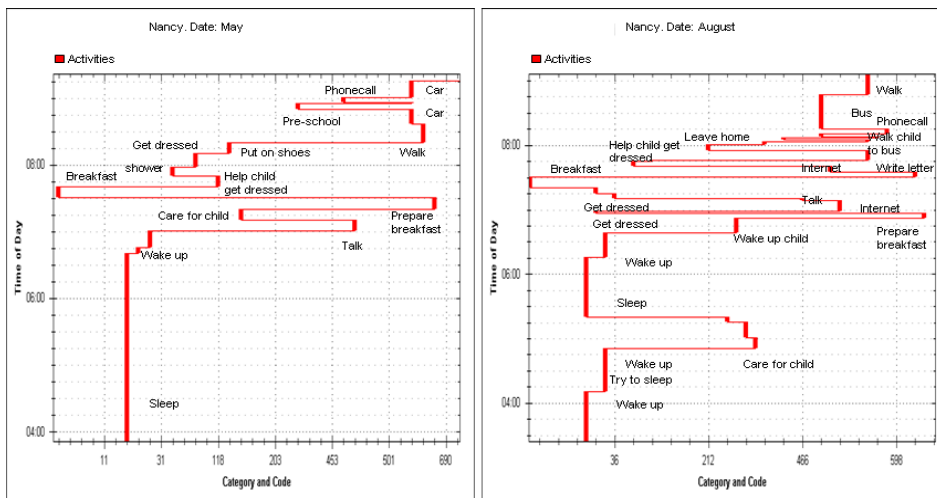 Nancy. Date: May
Activities
Phonecall
Car
Pre-school
Car
Get dressed
Put on shoes
Walk
08:00
shower
Breakfast
Help child
get dressed
Care for child
Prepare
breakfast
Talk
Wake up
06:00
Sleep
04:00
Time of Day
11
31
118
203
453
501
690
Category and Code
Nancy. Date: August
Activities
Walk
Bus
Phonecall
Leave home
Walk child
to bus
08:00
Help child get
dressed
Breakfast
Internet
Write letter
Talk
Get dressed
Internet
Get dressed
Wake up child
Prepare
breakfast
Wake up
06:00
Sleep
Wake up
Care for child
Try to sleep
Wake up
04:00
Time of Day
36
212
466
598
Category and Code